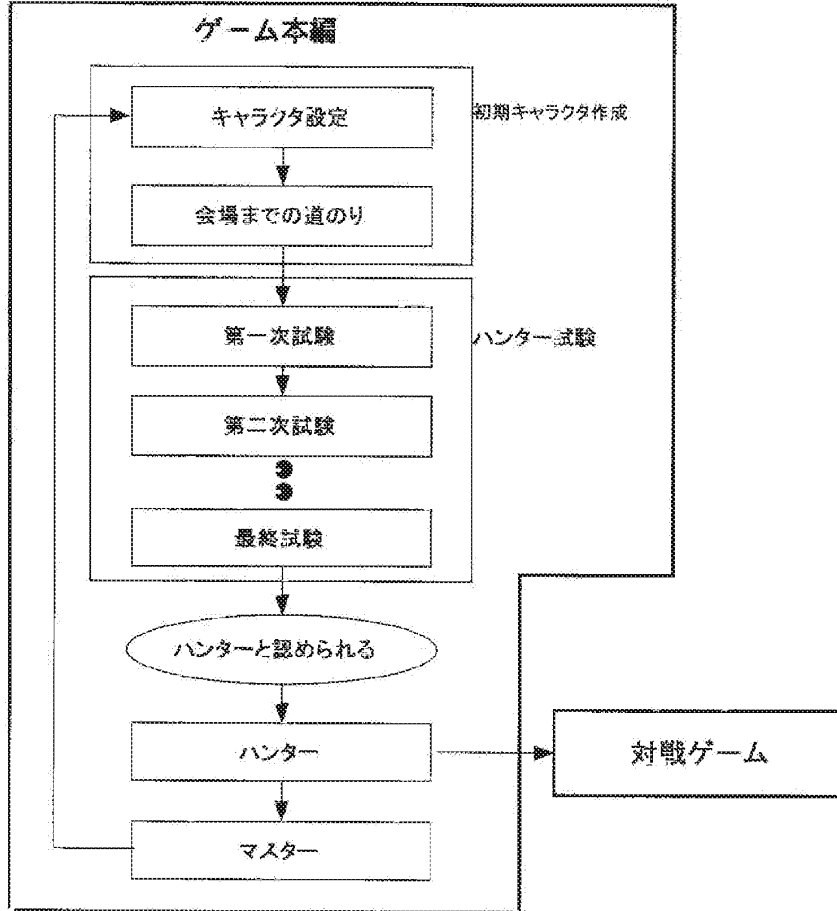 ゲーム本編
キャラクタ設定
初期キャラクタ作成
会場までの道のり
第一次試験
ハンター試験
第二次試験
最終試験
ハンターと認められる
ハンター
対戦ゲーム
マスター